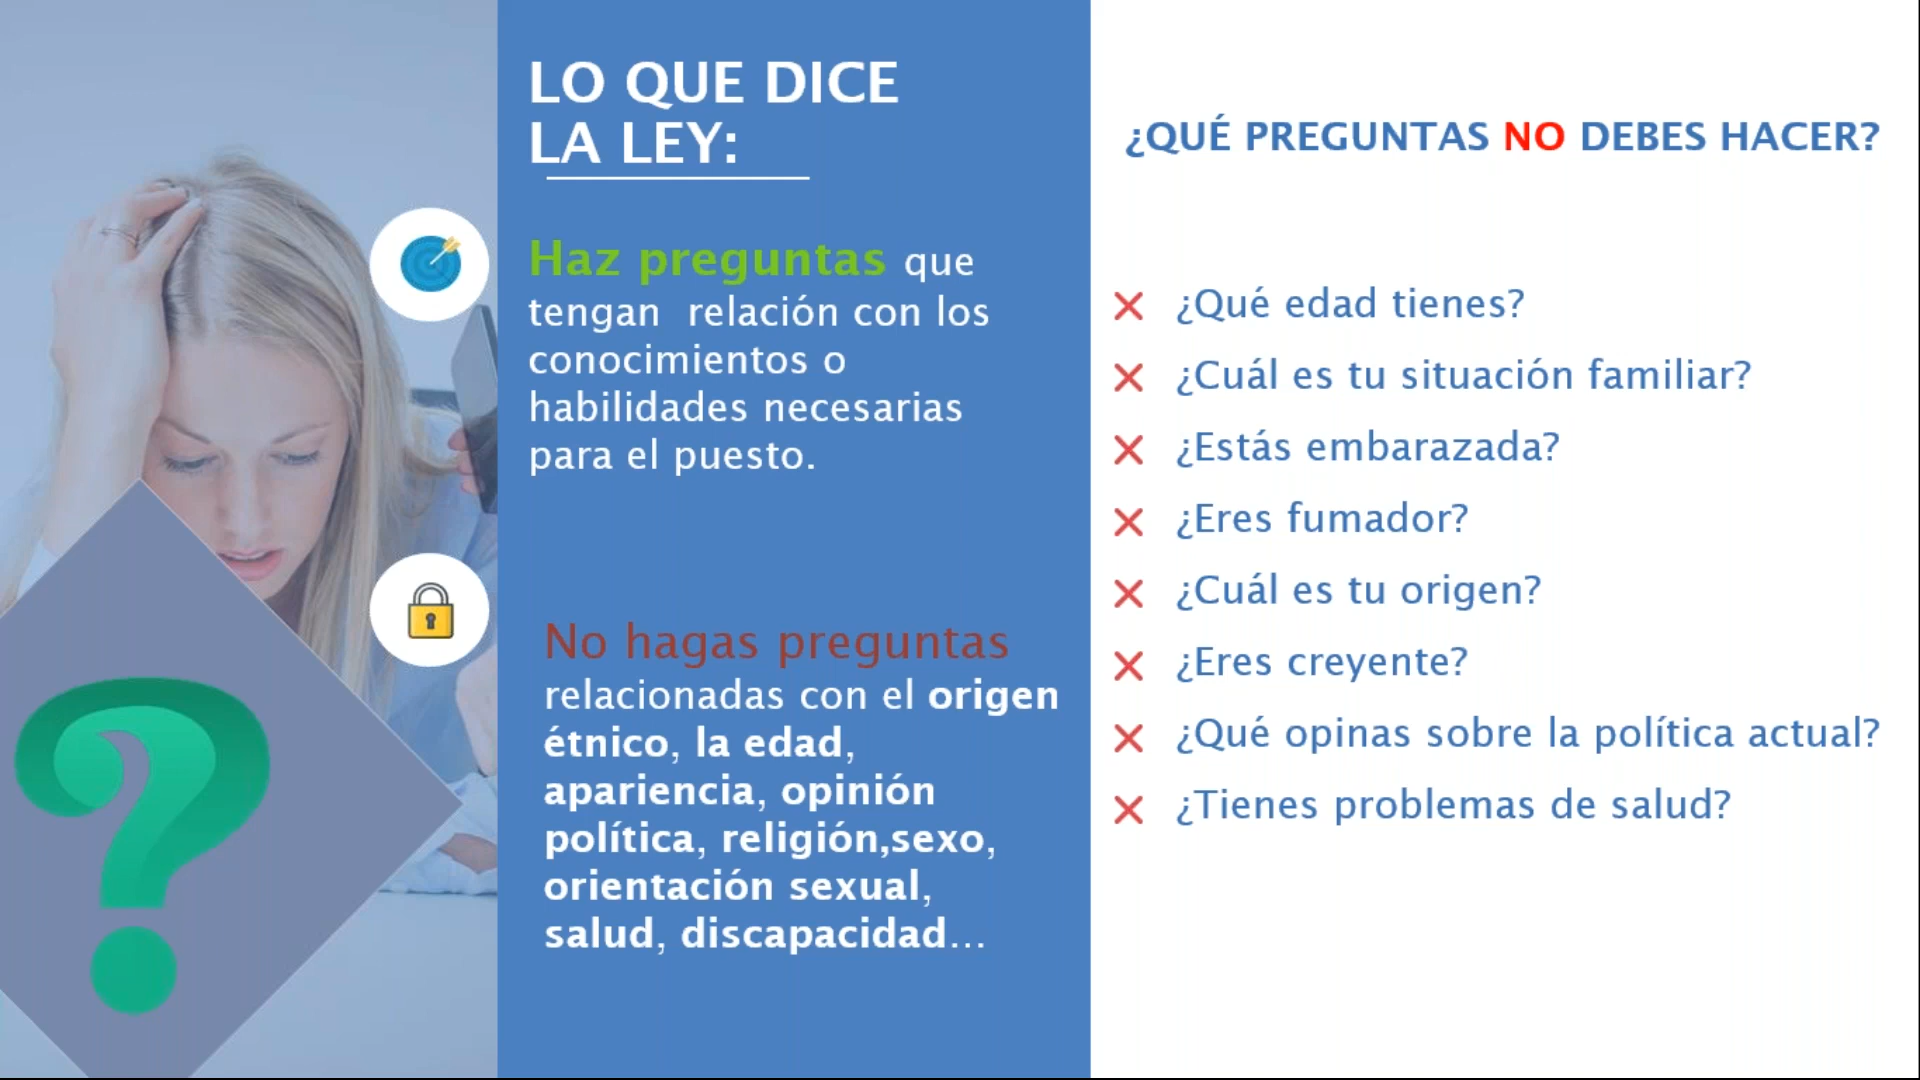 LO QUE DICE
LA LEY:
Haz preguntas que
tengan relación con los
conocimientos o
habilidades necesarias
para el puesto.
No hagas preguntas
relacionadas con el origen
étnico, la edad,
apariencia, opinión
política, religión,sexo,
orientación sexual,
salud, discapacidad...
¿QUÉ PREGUNTAS NO DEBES HACER?
¿Qué edad tienes?
¿Cuál es tu situación familiar?
¿Estás embarazada?
¿Eres fumador?
¿Cuál es tu origen?
¿Eres creyente?
¿Qué opinas sobre la política actual?
¿Tienes problemas de salud?